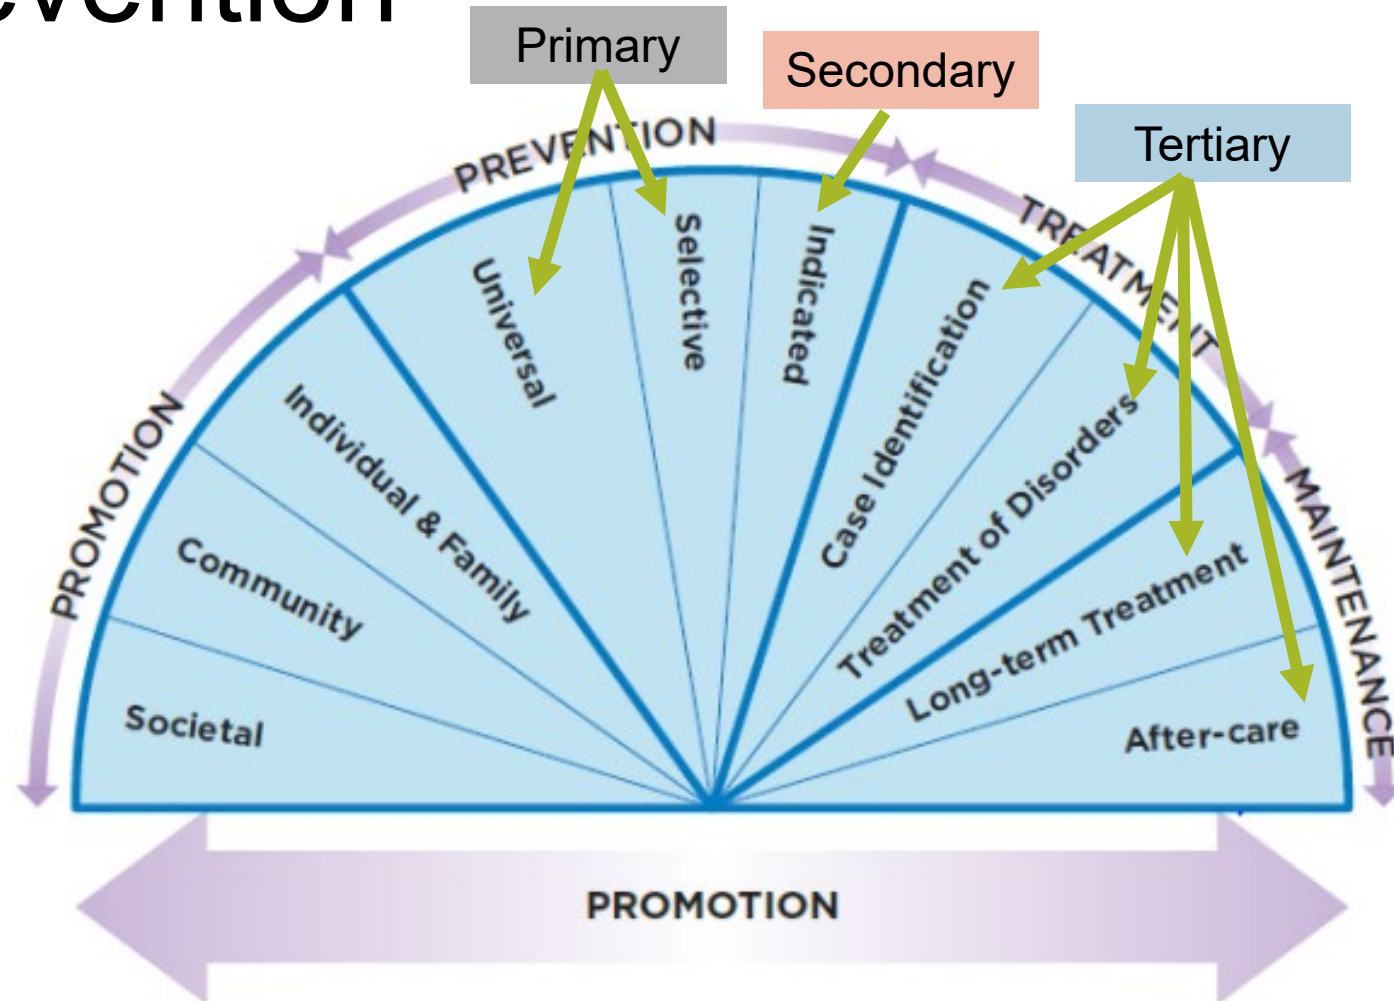 Primary
Secondary
Tertiary
PROMOTION
PREVENTION
TREATMENT
MAINTENANCE
Societal
Community
Individual & Family
Universal
Selective
Indicated
Case Identification
Treatment of Disorders
Long-term Treatment
After-care
PROMOTION